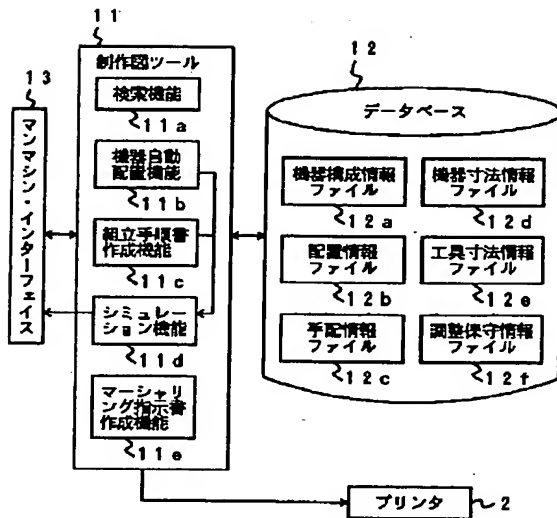 11
12
13
制作図ツール
検索機能
11a
機器自動
配置機能
11b
組立手順書
作成機能
11c
シミュレー
ション機能
11d
マーシャリ
ング指示書
作成機能
11e
マンマシン・インターフェイス
データベース
機器構成情報
ファイル
12a
機器寸法情報
ファイル
12d
配置情報
ファイル
12b
工具寸法情報
ファイル
12e
手配情報
ファイル
12c
調整保守情報
ファイル
12f
プリンタ
2